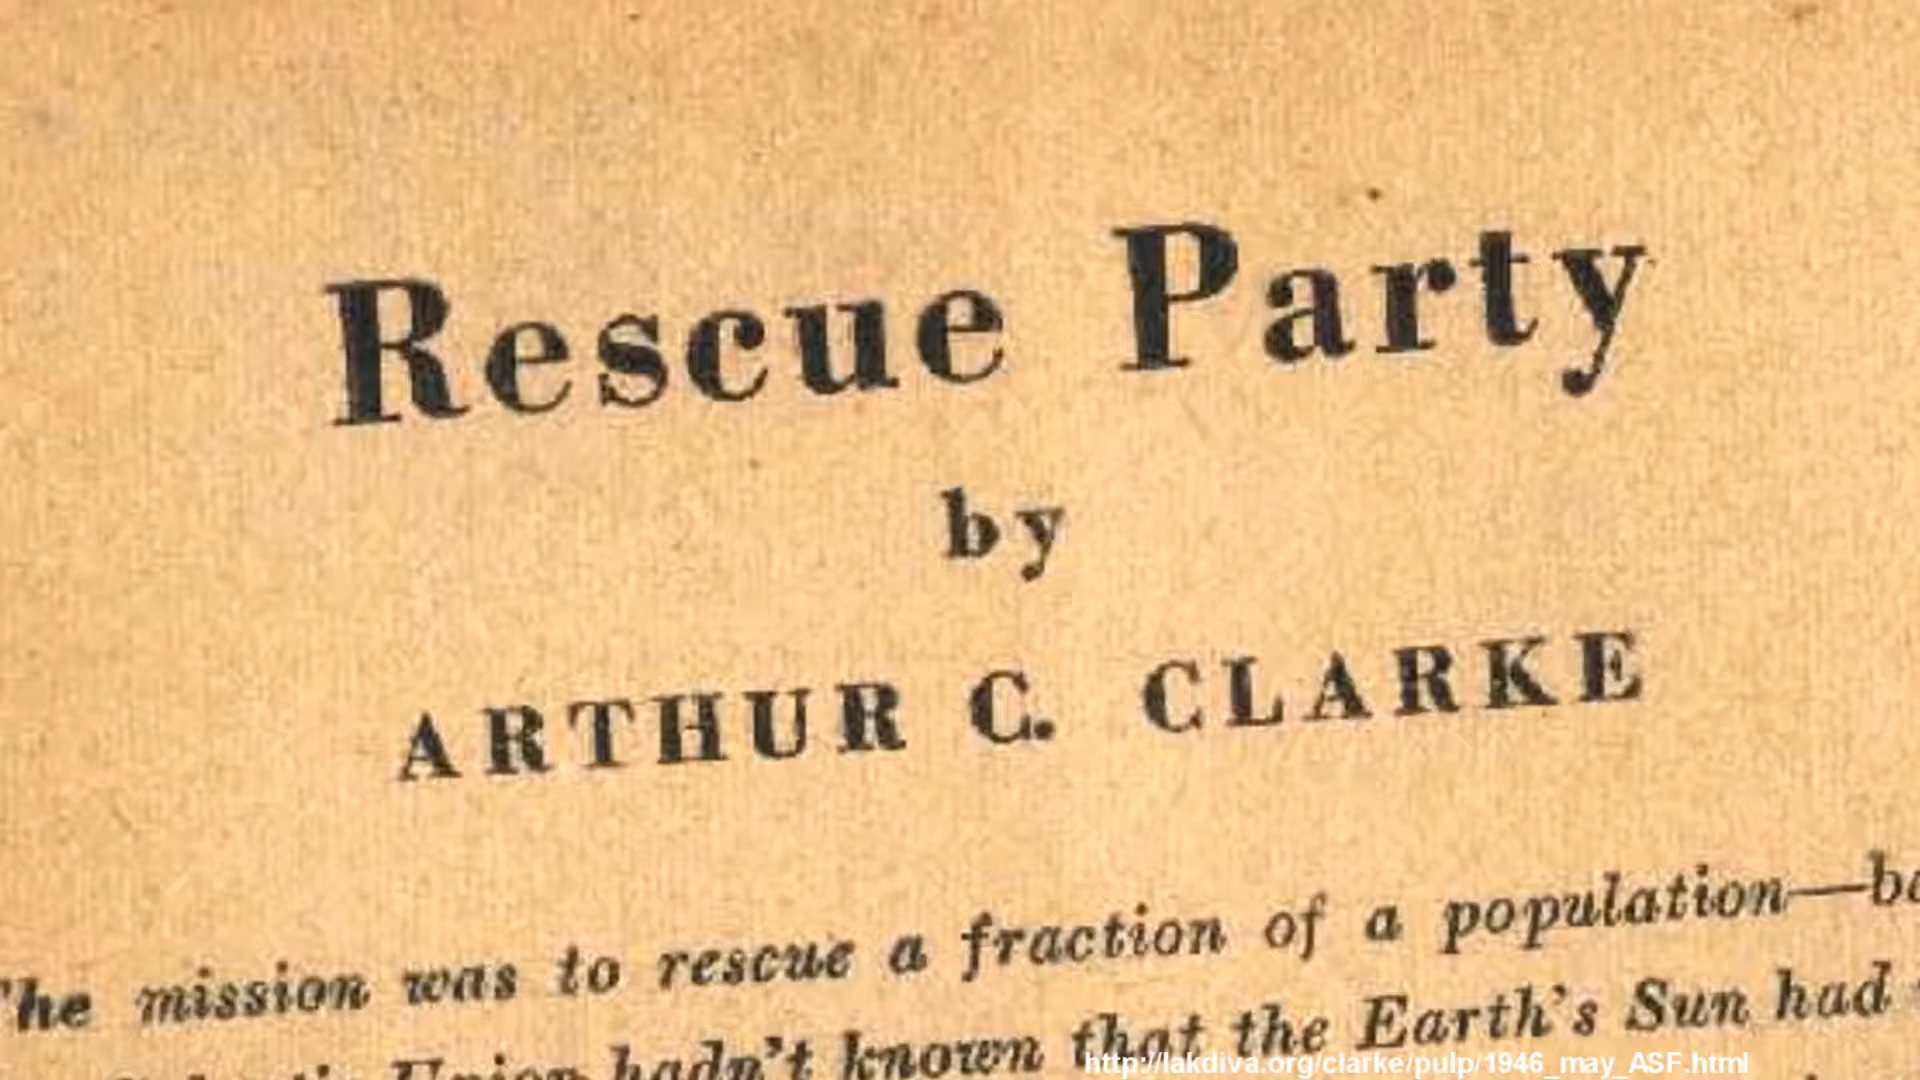 Rescue Party
by
ARTHUR C. CLARKE
The mission was to rescue a fraction of a population—
Union hadn't known that the Earth's Sun had
http://lakdiva.org/clarke/pulp/1946_may_ASF.html